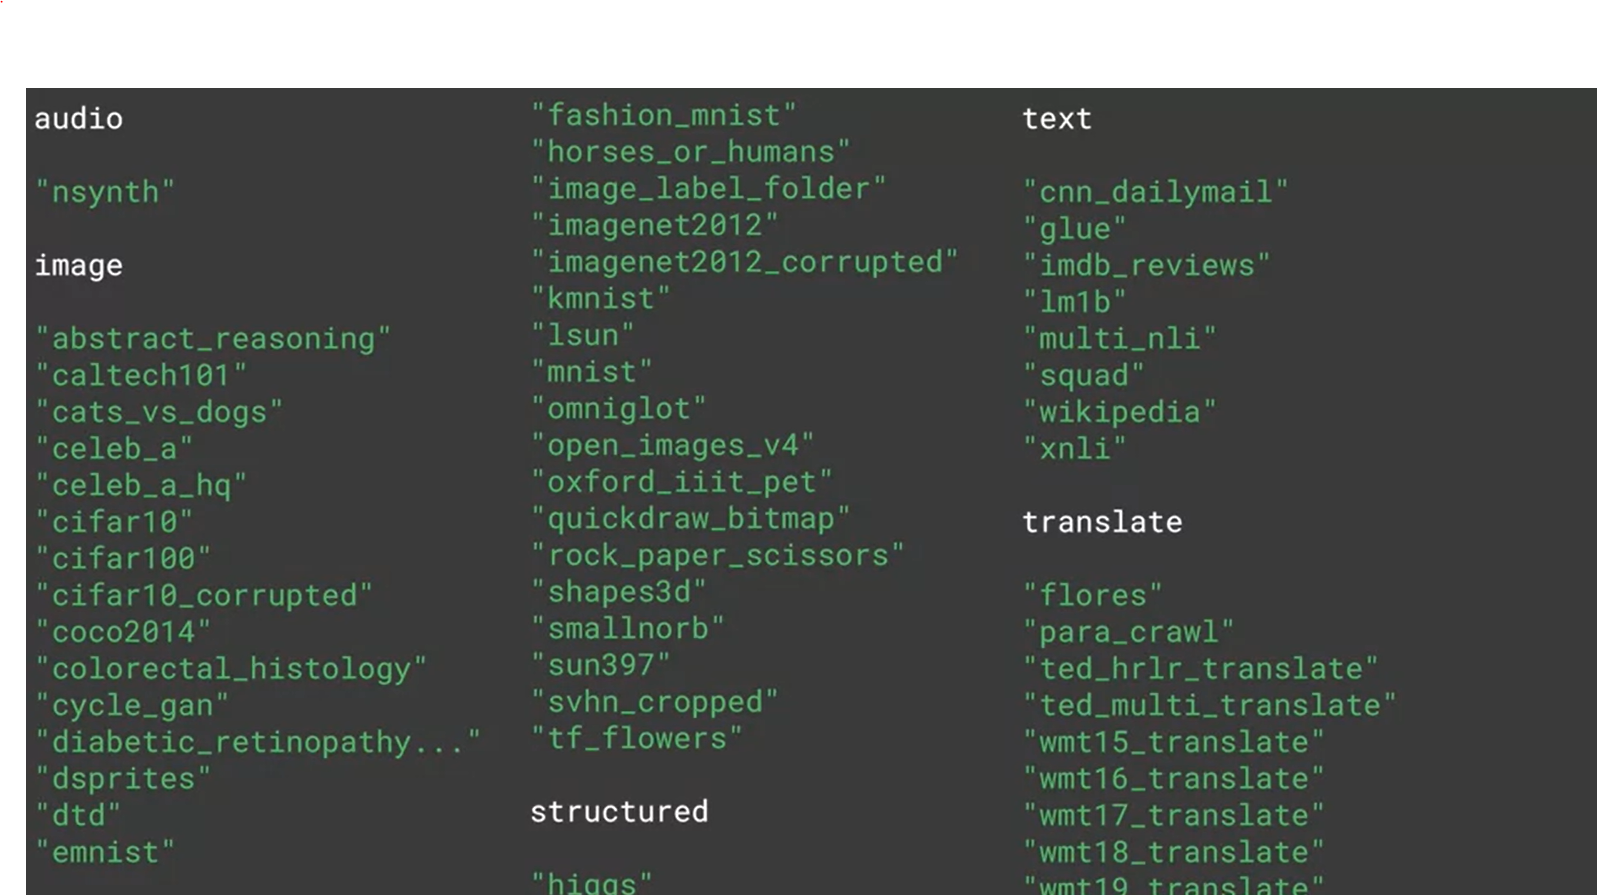 audio
"nsynth"
image
"abstract_reasoning"
"caltech101"
"cats_vs_dogs"
"celeb_a"
"celeb_a_hq"
"cifar10"
"cifar100"
"cifar10_corrupted"
"coco2014"
"colorectal_histology"
"cycle_gan"
"diabetic_retinopathy..."
"dsprites"
"dtd"
"emnist"
"fashion_mnist"
"horses_or_humans"
"image_label_folder"
"imagenet2012"
"imagenet2012_corrupted"
"kmnist"
"lsun"
"mnist"
"omniglot"
"open_images_v4"
"oxford_iiit_pet"
"quickdraw_bitmap"
"rock_paper_scissors"
"shapes3d"
"smallnorb"
"sun397"
"svhn_cropped"
"tf_flowers"
structured
"higgs"
text
"cnn_dailymail"
"glue"
"imdb_reviews"
"lm1b"
"multi_nli"
"squad"
"wikipedia"
"xnli"
translate
"flores"
"para_crawl"
"ted_hrlr_translate"
"ted_multi_translate"
"wmt15_translate"
"wmt16_translate"
"wmt17_translate"
"wmt18_translate"
"wmt19_translate"